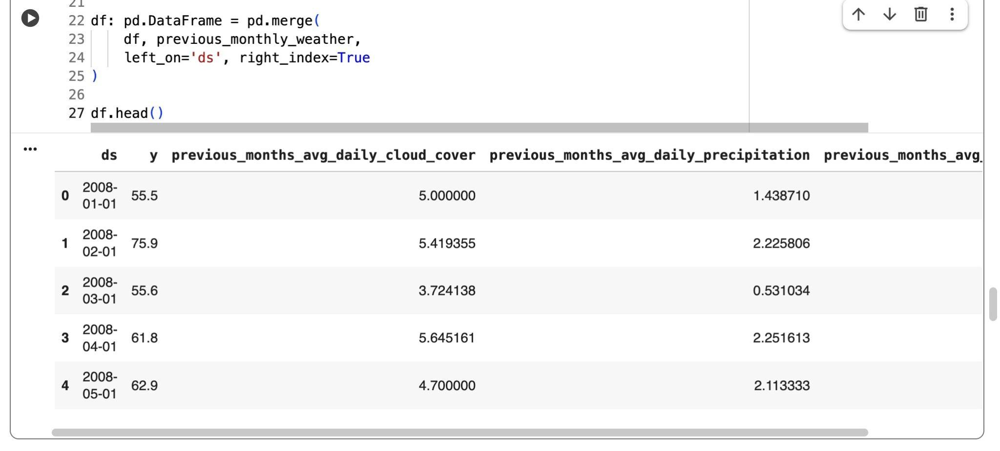 21
22 df: pd.DataFrame = pd.merge(
23     df, previous_monthly_weather,
24     left_on='ds', right_index=True
25 )
26
27 df.head()
ds y previous_months_avg_daily_cloud_cover previous_months_avg_daily_precipitation previous_months_avg_
0 2008-01-01 55.5 5.000000 1.438710
1 2008-02-01 75.9 5.419355 2.225806
2 2008-03-01 55.6 3.724138 0.531034
3 2008-04-01 61.8 5.645161 2.251613
4 2008-05-01 62.9 4.700000 2.113333